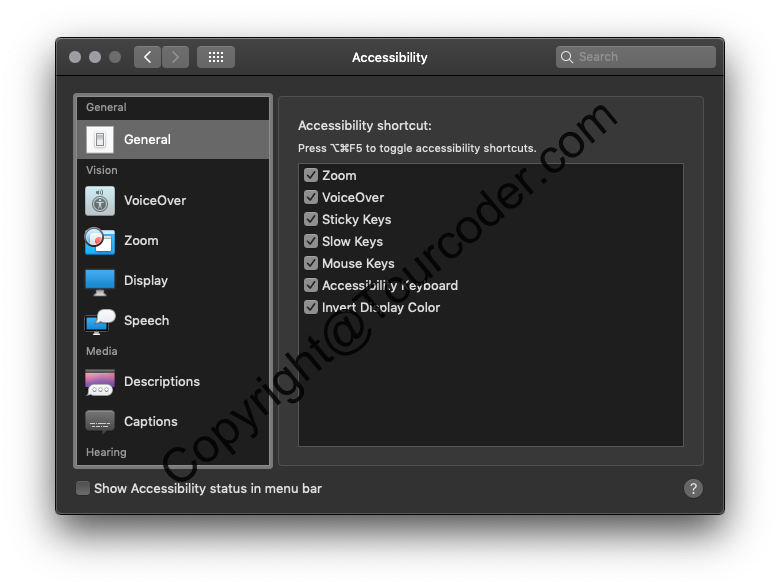 Accessibility
Search
General
General
Vision
VoiceOver
Zoom
Display
Speech
Media
Descriptions
Captions
Hearing
Accessibility shortcut:
Press ⌥⌘F5 to toggle accessibility shortcuts.
Zoom
VoiceOver
Sticky Keys
Slow Keys
Mouse Keys
Accessibility Keyboard
Invert Display Color
Show Accessibility status in menu bar
?
Copyright@Tourcoder.com